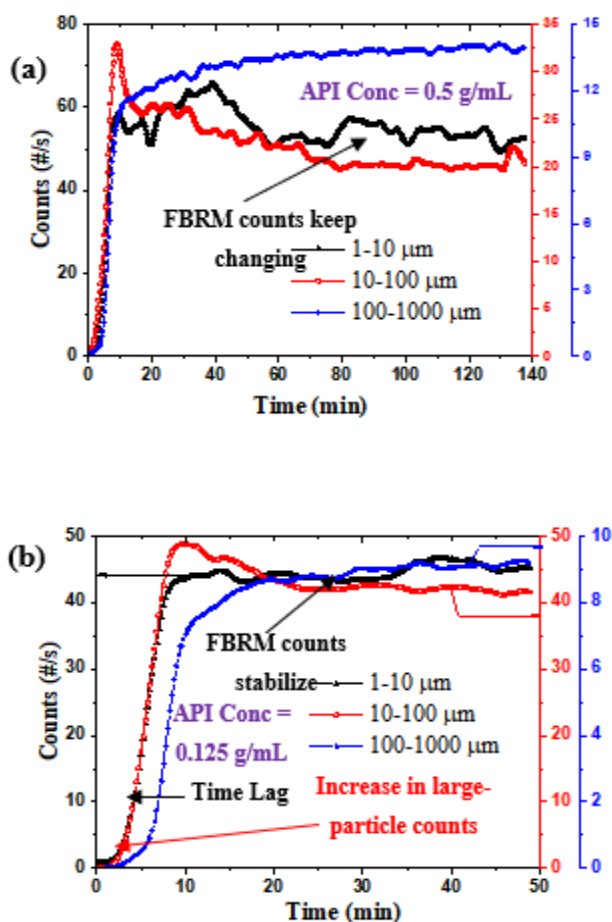 (a)
API Conc = 0.5 g/mL
FBRM counts keep
changing
1-10 μm
10-100 μm
100-1000 μm
Counts (#/s)
80
60
40
20
0
35
30
25
20
15
10
5
0
15
12
9
6
3
0
0 20 40 60 80 100 120 140
Time (min)
(b)
FBRM counts
stabilize
1-10 μm
10-100 μm
100-1000 μm
API Conc =
0.125 g/mL
Time Lag
Increase in large-
particle counts
Counts (#/s)
50
40
30
20
10
0
50
40
30
20
10
0
10
8
6
4
2
0
0 10 20 30 40 50
Time (min)